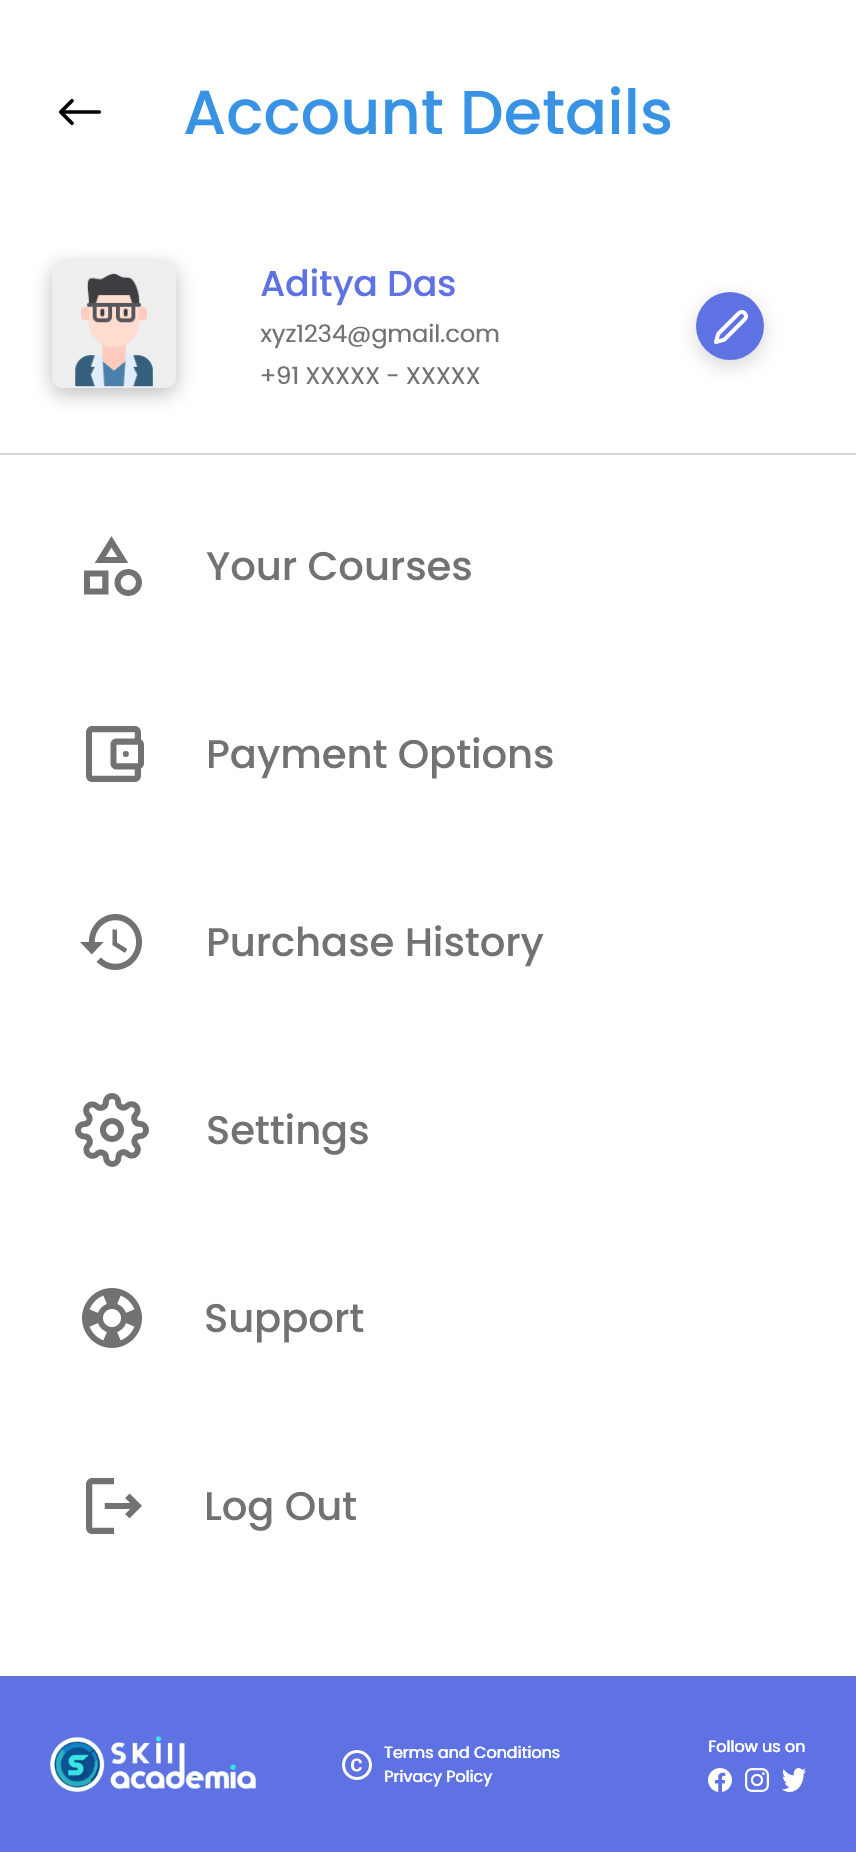 Account Details
Aditya Das
xyz1234@gmail.com
+91 XXXXX - XXXXX
Your Courses
Payment Options
Purchase History
Settings
Support
Log Out
S skill
academia
C Terms and Conditions
Privacy Policy
Follow us on